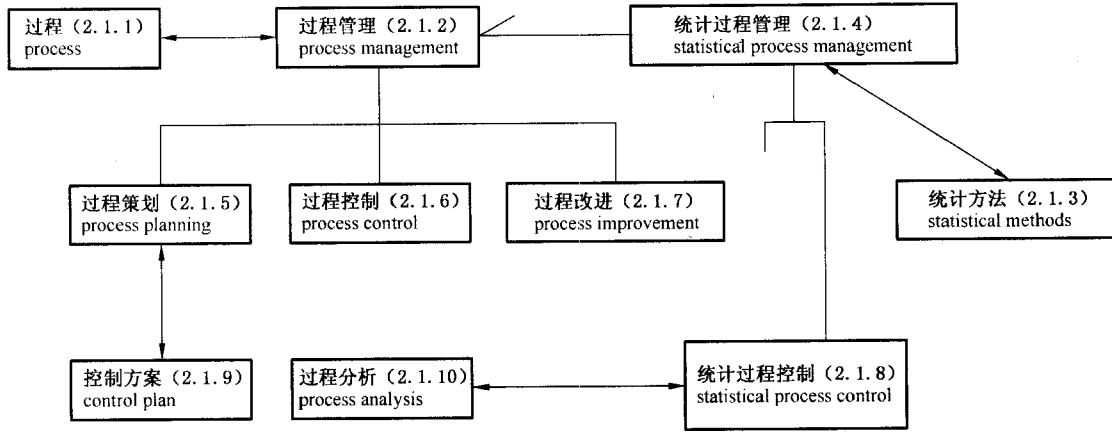 过程（2.1.1）
process
过程管理（2.1.2）
process management
统计过程管理（2.1.4）
statistical process management
过程策划（2.1.5）
process planning
过程控制（2.1.6）
process control
过程改进（2.1.7）
process improvement
统计方法（2.1.3）
statistical methods
控制方案（2.1.9）
control plan
过程分析（2.1.10）
process analysis
统计过程控制（2.1.8）
statistical process control